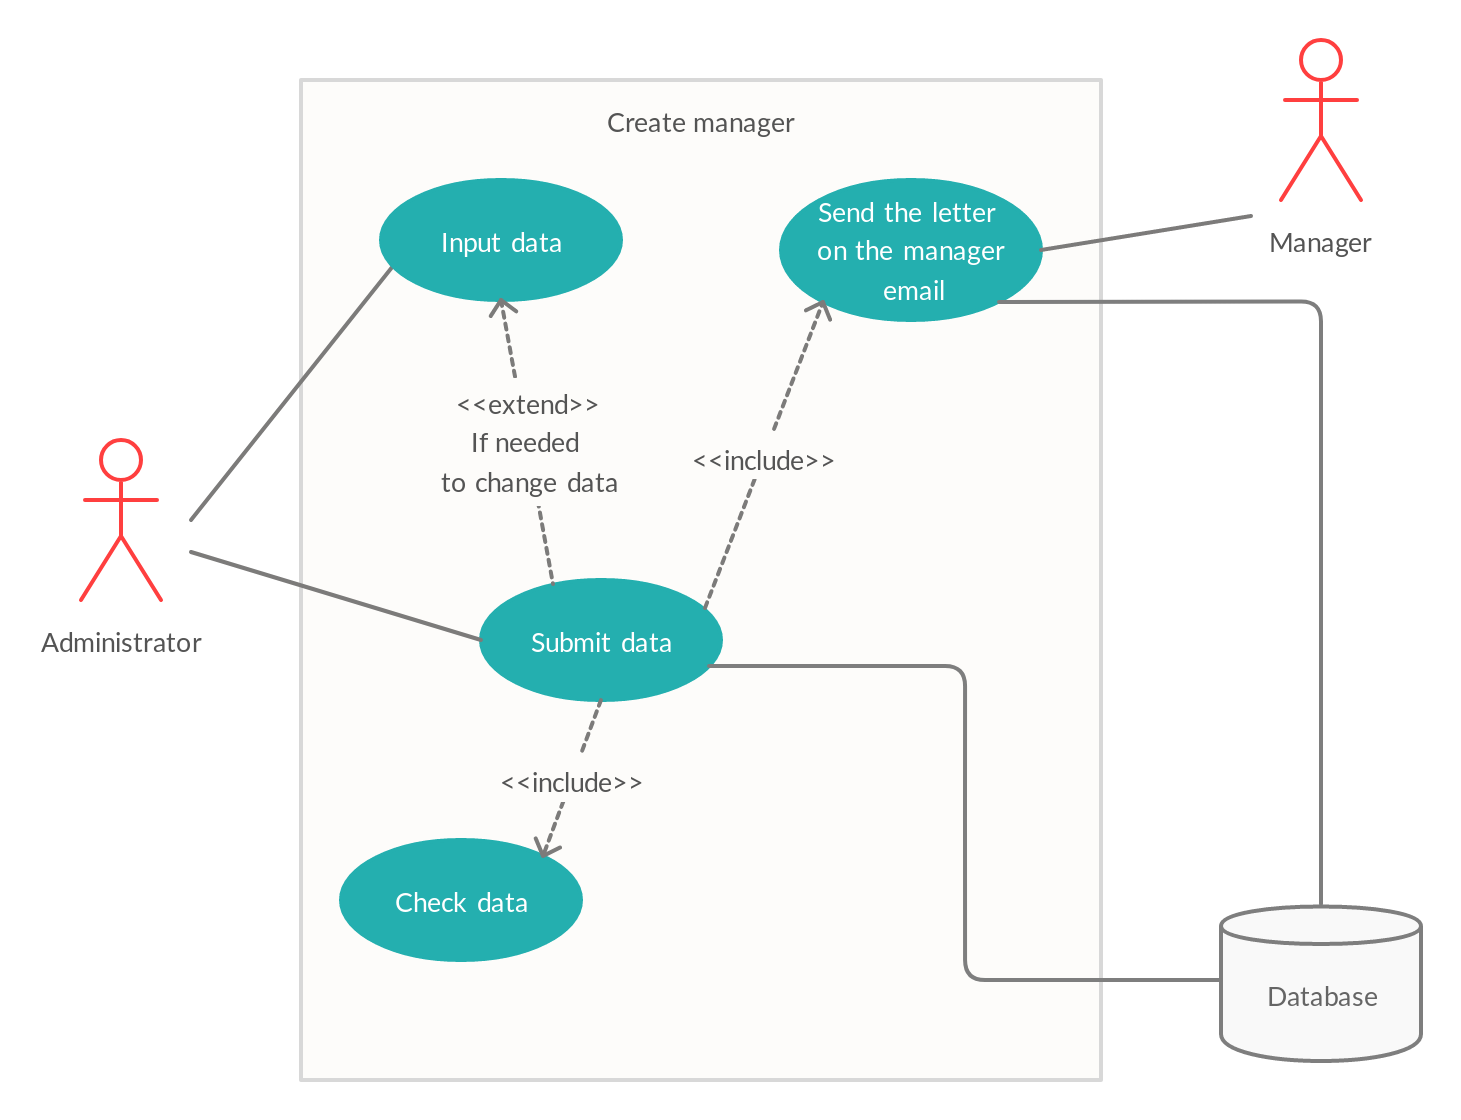 Create manager
Manager
Input data
Send the letter
on the manager
email
<<extend>>
If needed
to change data
<<include>>
Administrator
Submit data
<<include>>
Check data
Database